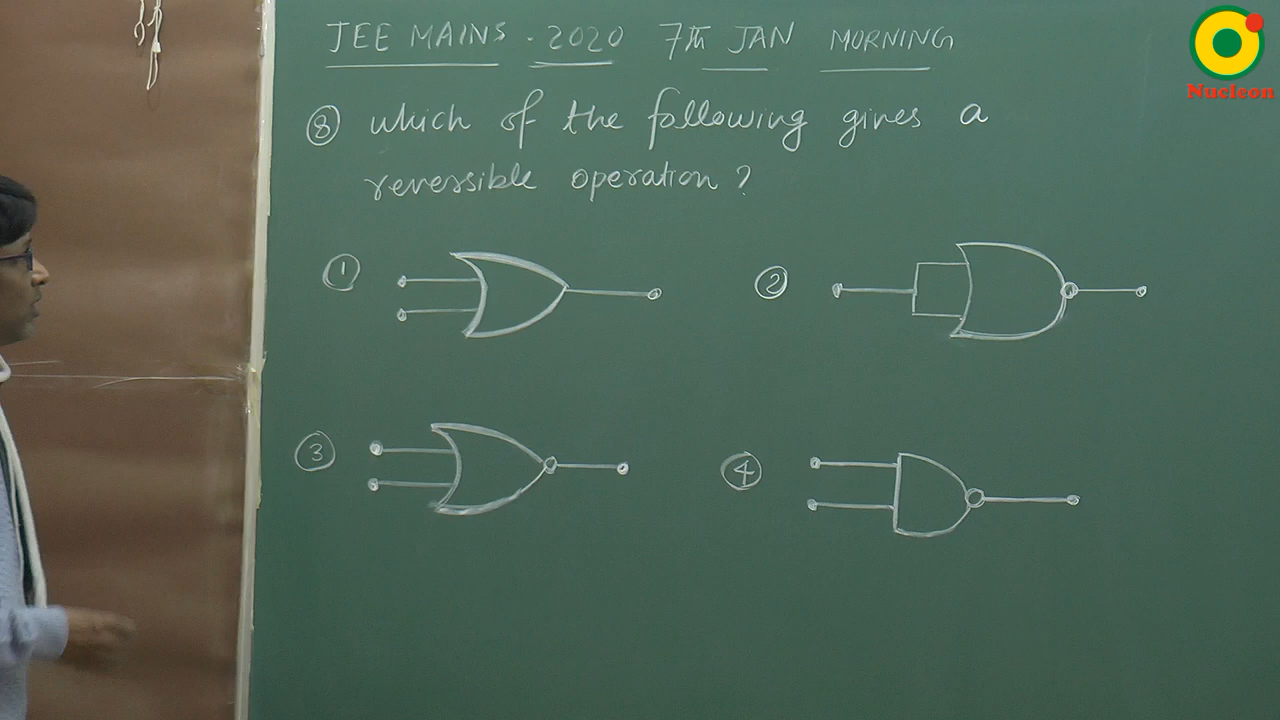 JEE MAINS - 2020 7th JAN MORNING
Nucleon
⑧ which of the following gives a
reversible operation ?
①
②
③
④